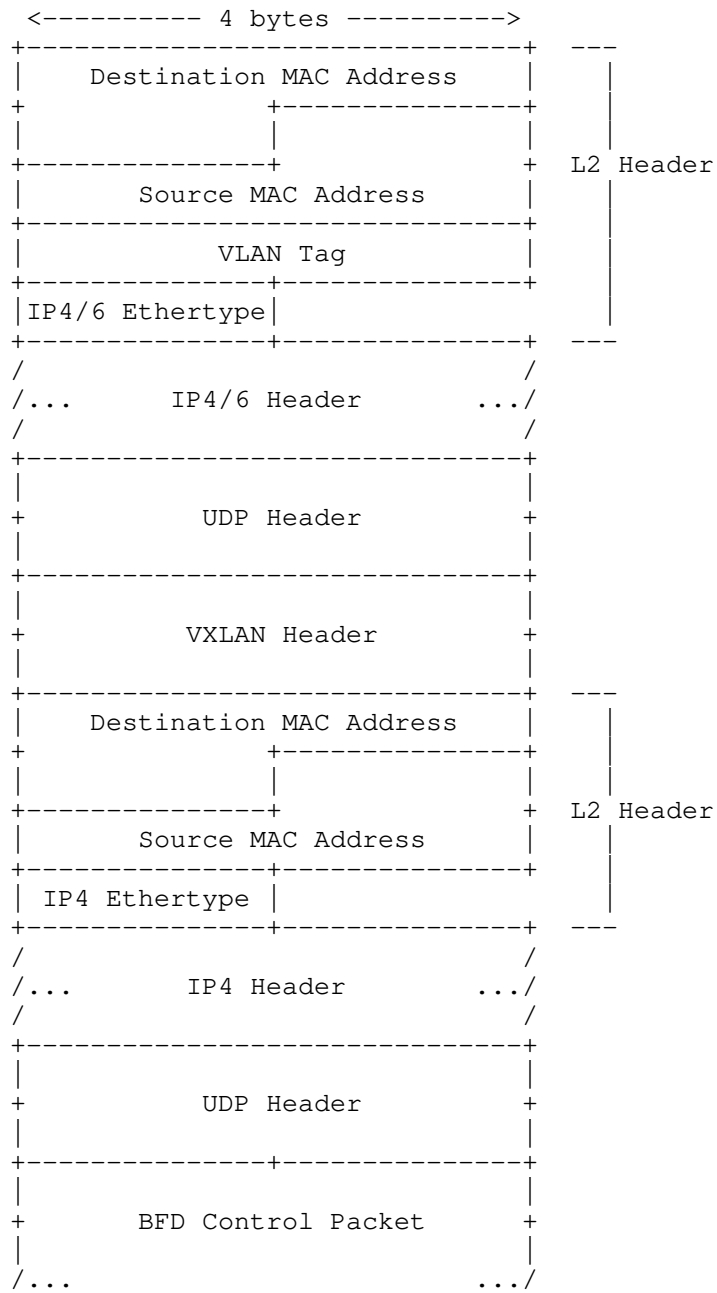 <---------- 4 bytes ---------->
Destination MAC Address
L2 Header
Source MAC Address
VLAN Tag
IP4/6 Ethertype
/... IP4/6 Header .../
UDP Header
VXLAN Header
Destination MAC Address
L2 Header
Source MAC Address
IP4 Ethertype
/... IP4 Header .../
UDP Header
BFD Control Packet
/... .../